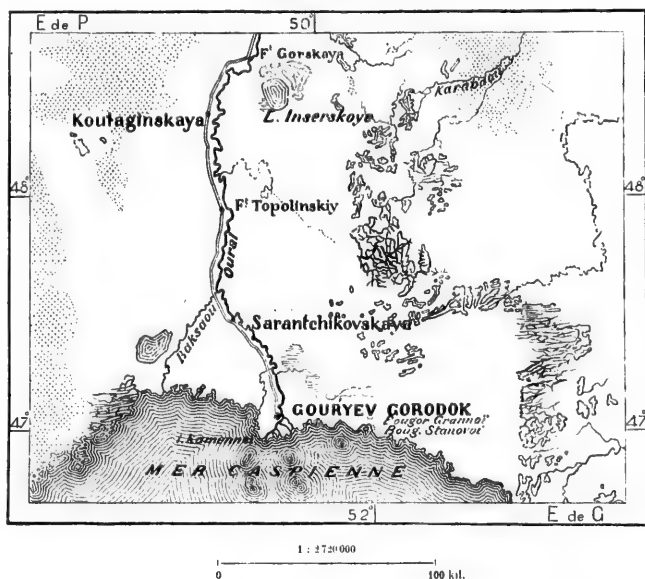 E de P 50°
Fᵗ Gorskaya
Karabaou
L. Inserskoye
Koulaginskaya
48° 48°
Fᵗ Topolinskiy
Oural
Sarantchikovskaya
Baksaou
GOURYEV GORODOK
47° 47°
I. Kamennoï
MER CASPIENNE
52° E de G
1 : 2 720 000
0 100 kil.